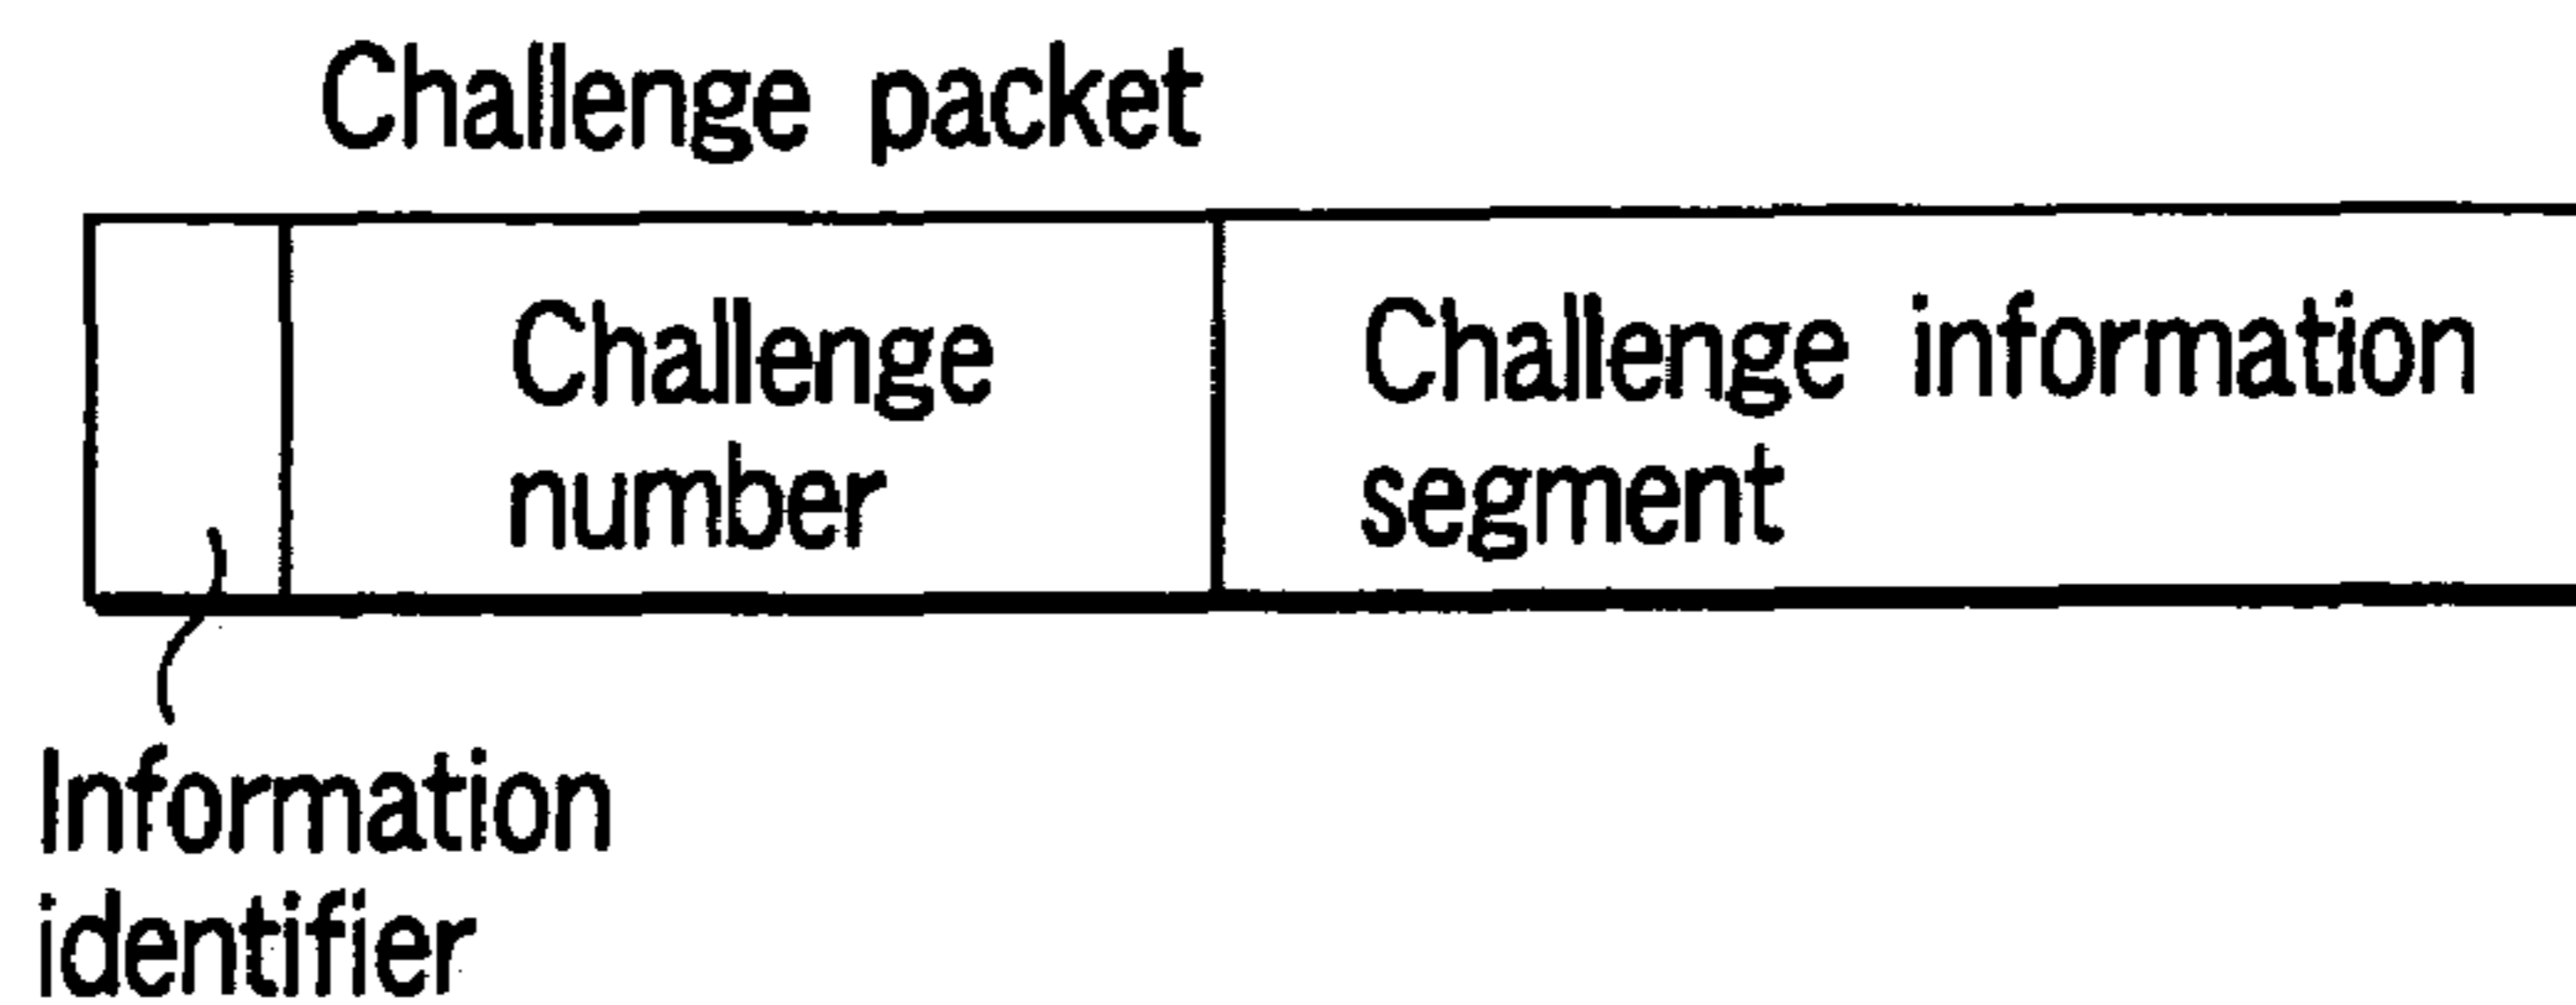 Challenge packet
Challenge
number
Challenge information
segment
Information
identifier